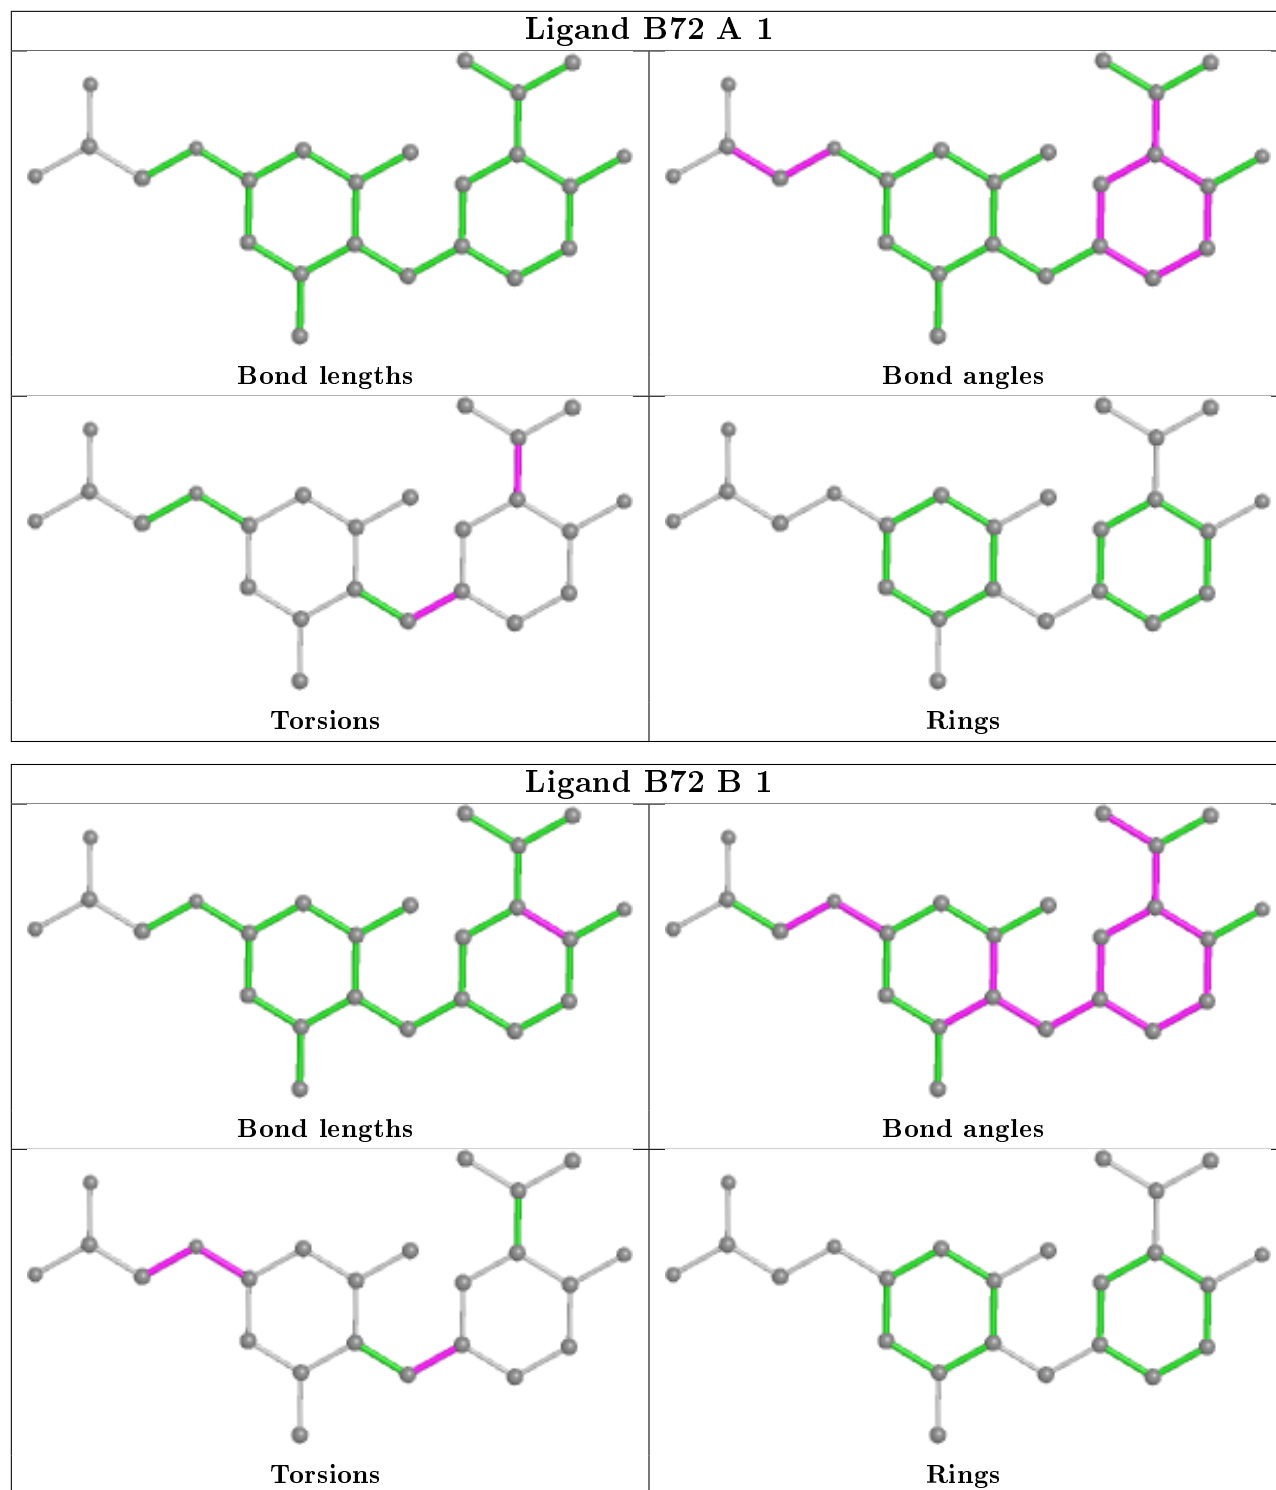 Ligand B72 A 1
Bond lengths
Bond angles
Torsions
Rings
Ligand B72 B 1
Bond lengths
Bond angles
Torsions
Rings